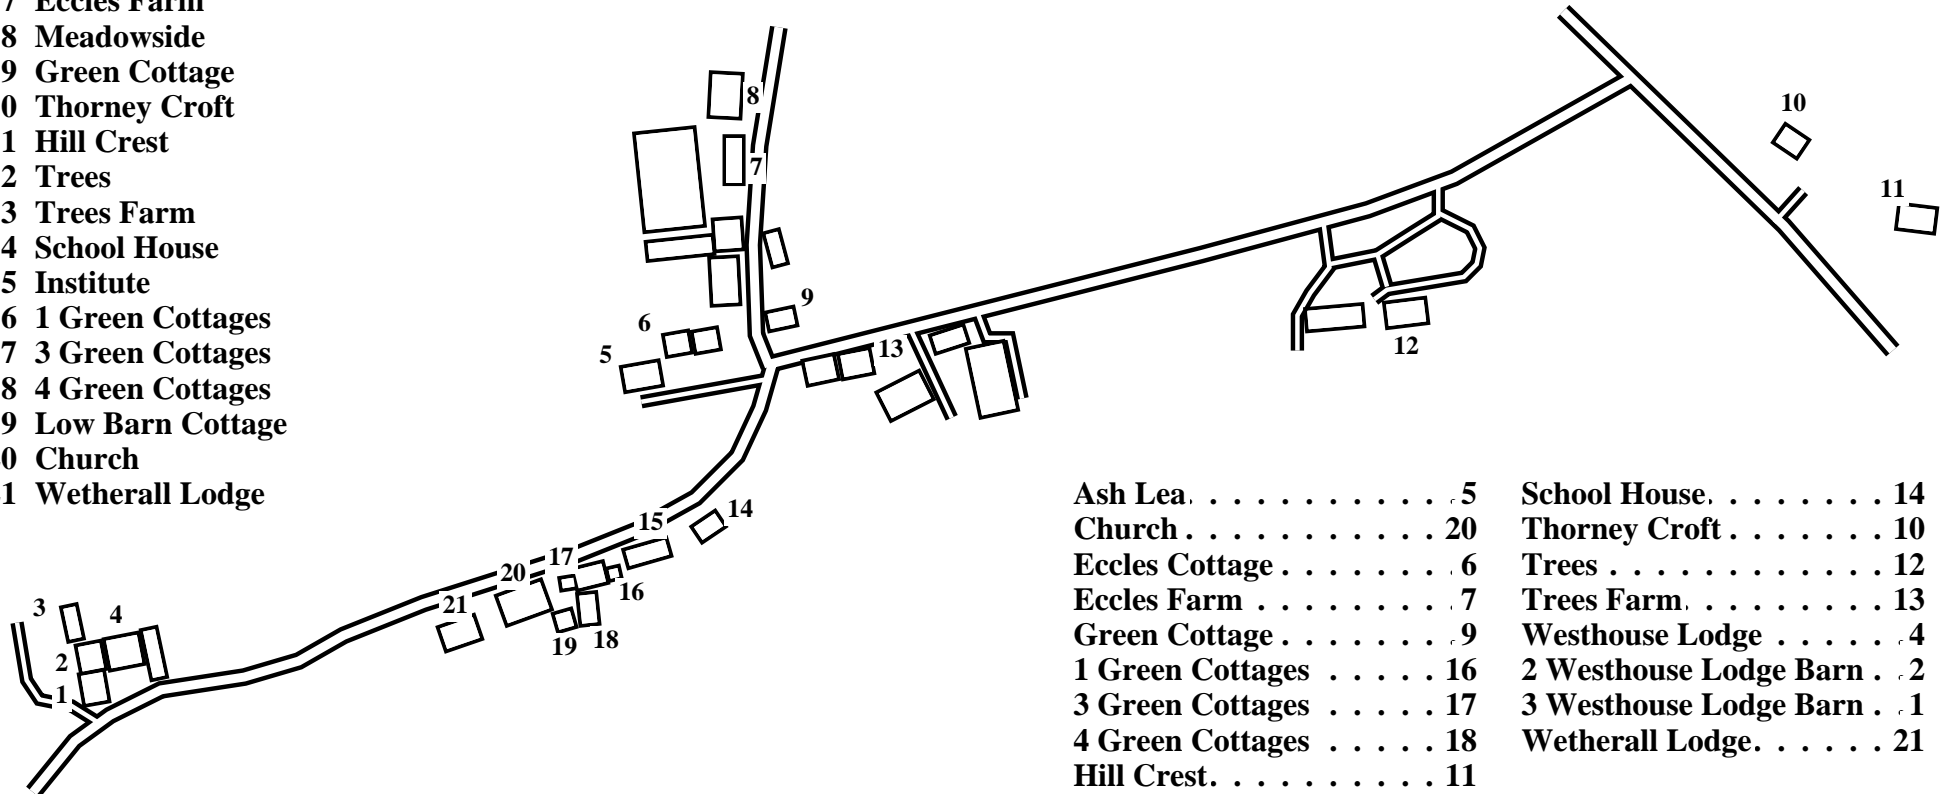 7 Eccles Farm
8 Meadowside
9 Green Cottage
0 Thorney Croft
1 Hill Crest
2 Trees
3 Trees Farm
4 School House
5 Institute
6 1 Green Cottages
7 3 Green Cottages
8 4 Green Cottages
9 Low Barn Cottage
0 Church
1 Wetherall Lodge
8
7
9
6
5
13
10
11
12
14
15
17
16
20
21
19
18
3
4
2
1
Ash Lea. . . . . . . . . . . . . 5
Church . . . . . . . . . . . . 20
Eccles Cottage . . . . . . . . . 6
Eccles Farm . . . . . . . . . . 7
Green Cottage . . . . . . . . . 9
1 Green Cottages . . . . . 16
3 Green Cottages . . . . . 17
4 Green Cottages . . . . . 18
Hill Crest. . . . . . . . . . . 11
School House. . . . . . . . 14
Thorney Croft . . . . . . . 10
Trees . . . . . . . . . . . . . 12
Trees Farm. . . . . . . . . 13
Westhouse Lodge . . . . . 4
2 Westhouse Lodge Barn . . 2
3 Westhouse Lodge Barn . . 1
Wetherall Lodge. . . . . . 21